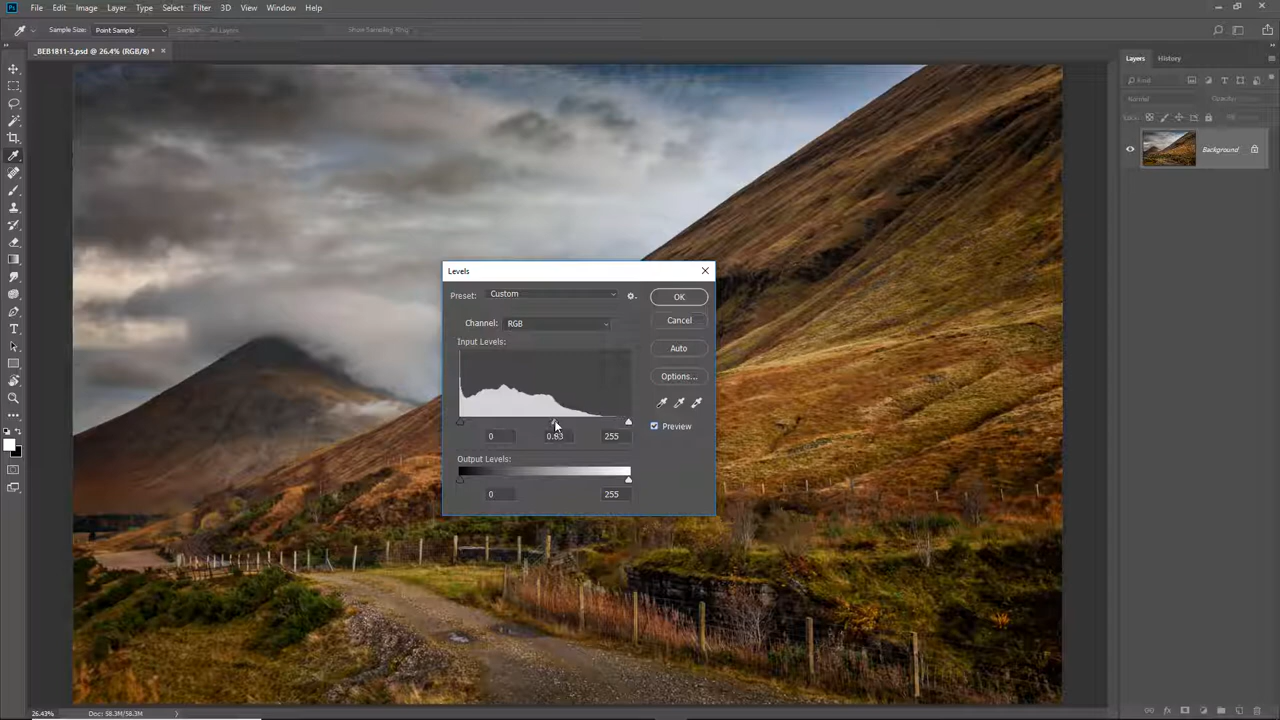 Ps File Edit Image Layer Type Select Filter 3D View Window Help
Sample Size: Point Sample Sample: All Layers Show Sampling Ring
_BEB1811-3.psd @ 26.4% (RGB/8) * ×
Layers History
Kind
Normal Opacity:
Lock:
Background
Levels
Preset: Custom
OK
Channel: RGB
Cancel
Input Levels:
Auto
Options...
Preview
0 255
Output Levels:
0 255
26.43% Doc: 58.3M/58.3M